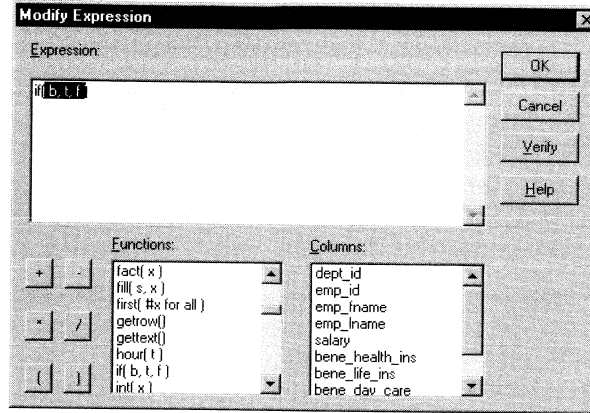 Modify Expression
Expression:
if( b, t, f )
OK
Cancel
Verify
Help
Functions:
+ -
* /
( )
fact( x )
fill( s, x )
first( #x for all )
getrow()
gettext()
hour( t )
if( b, t, f )
int( x )
Columns:
dept_id
emp_id
emp_fname
emp_lname
salary
bene_health_ins
bene_life_ins
bene_day_care